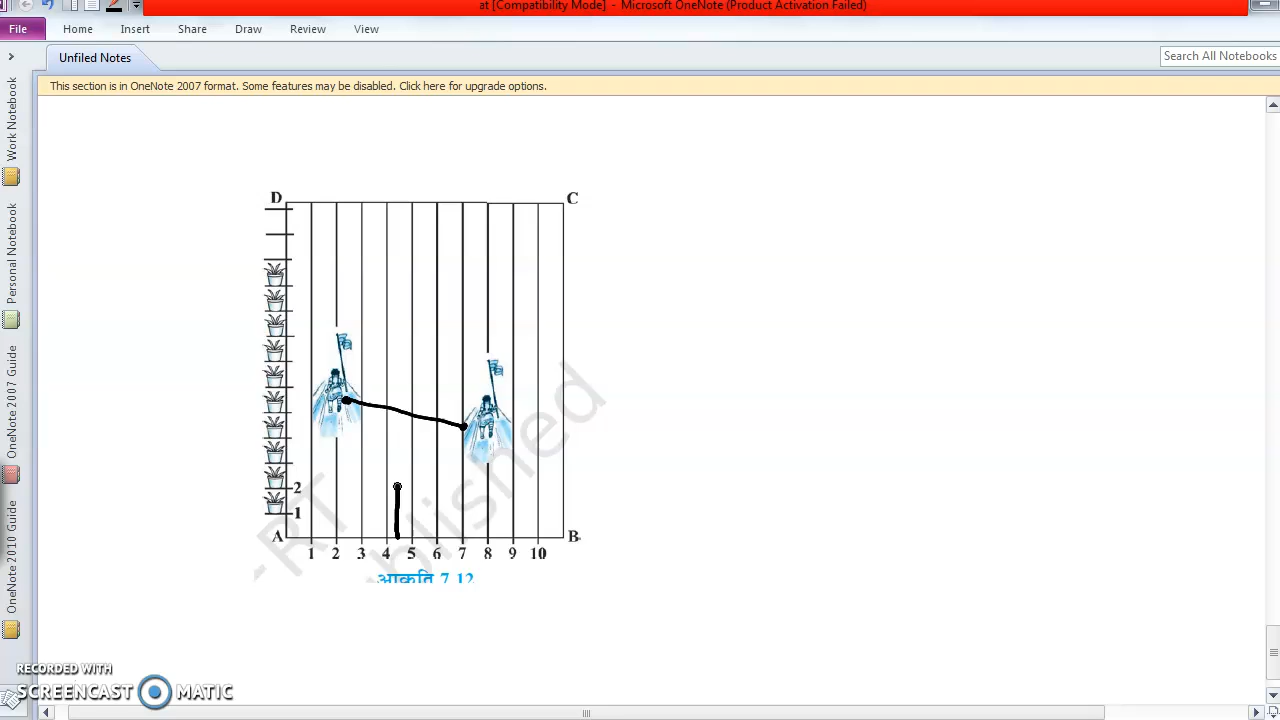 at [Compatibility Mode] - Microsoft OneNote (Product Activation Failed)
File Home Insert Share Review View
Draw
Unfiled Notes
Search All Notebooks
This section is in OneNote 2007 format. Some features may be disabled. Click here for upgrade options.
Work Notebook
Personal Notebook
OneNote 2007 Guide
OneNote 2010 Guide
D C
2
1
A B
1 2 3 4 5 6 7 8 9 10
आकृति 7.12
RT
published
RECORDED WITH
SCREENCAST MATIC